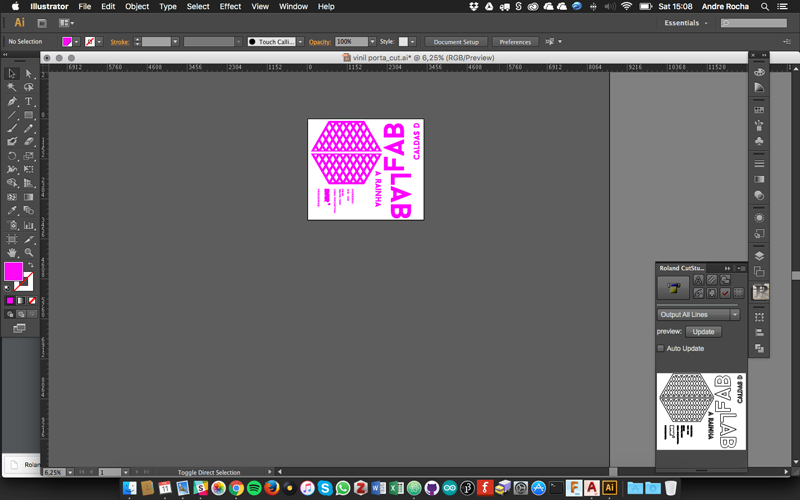 Illustrator File Edit Object Type Select Effect View Window Help Sat 15:08 Andre Rocha
Ai Essentials
No Selection Stroke: Touch Calli... Opacity: 100% Style: Document Setup Preferences
vinil porta_cut.ai* @ 6,25% (RGB/Preview)
6912 5760 4608 3456 2304 1152 0 1152 2304 3456 4608 5760 6912 8064 9216 10368 11520
BALFAB
CALDAS D
A RAINHA
Roland CutStu...
Output All Lines
preview: Update
Auto Update
BALFAB
CALDAS D
A RAINHA
Rolan
6,25% 1 Toggle Direct Selection